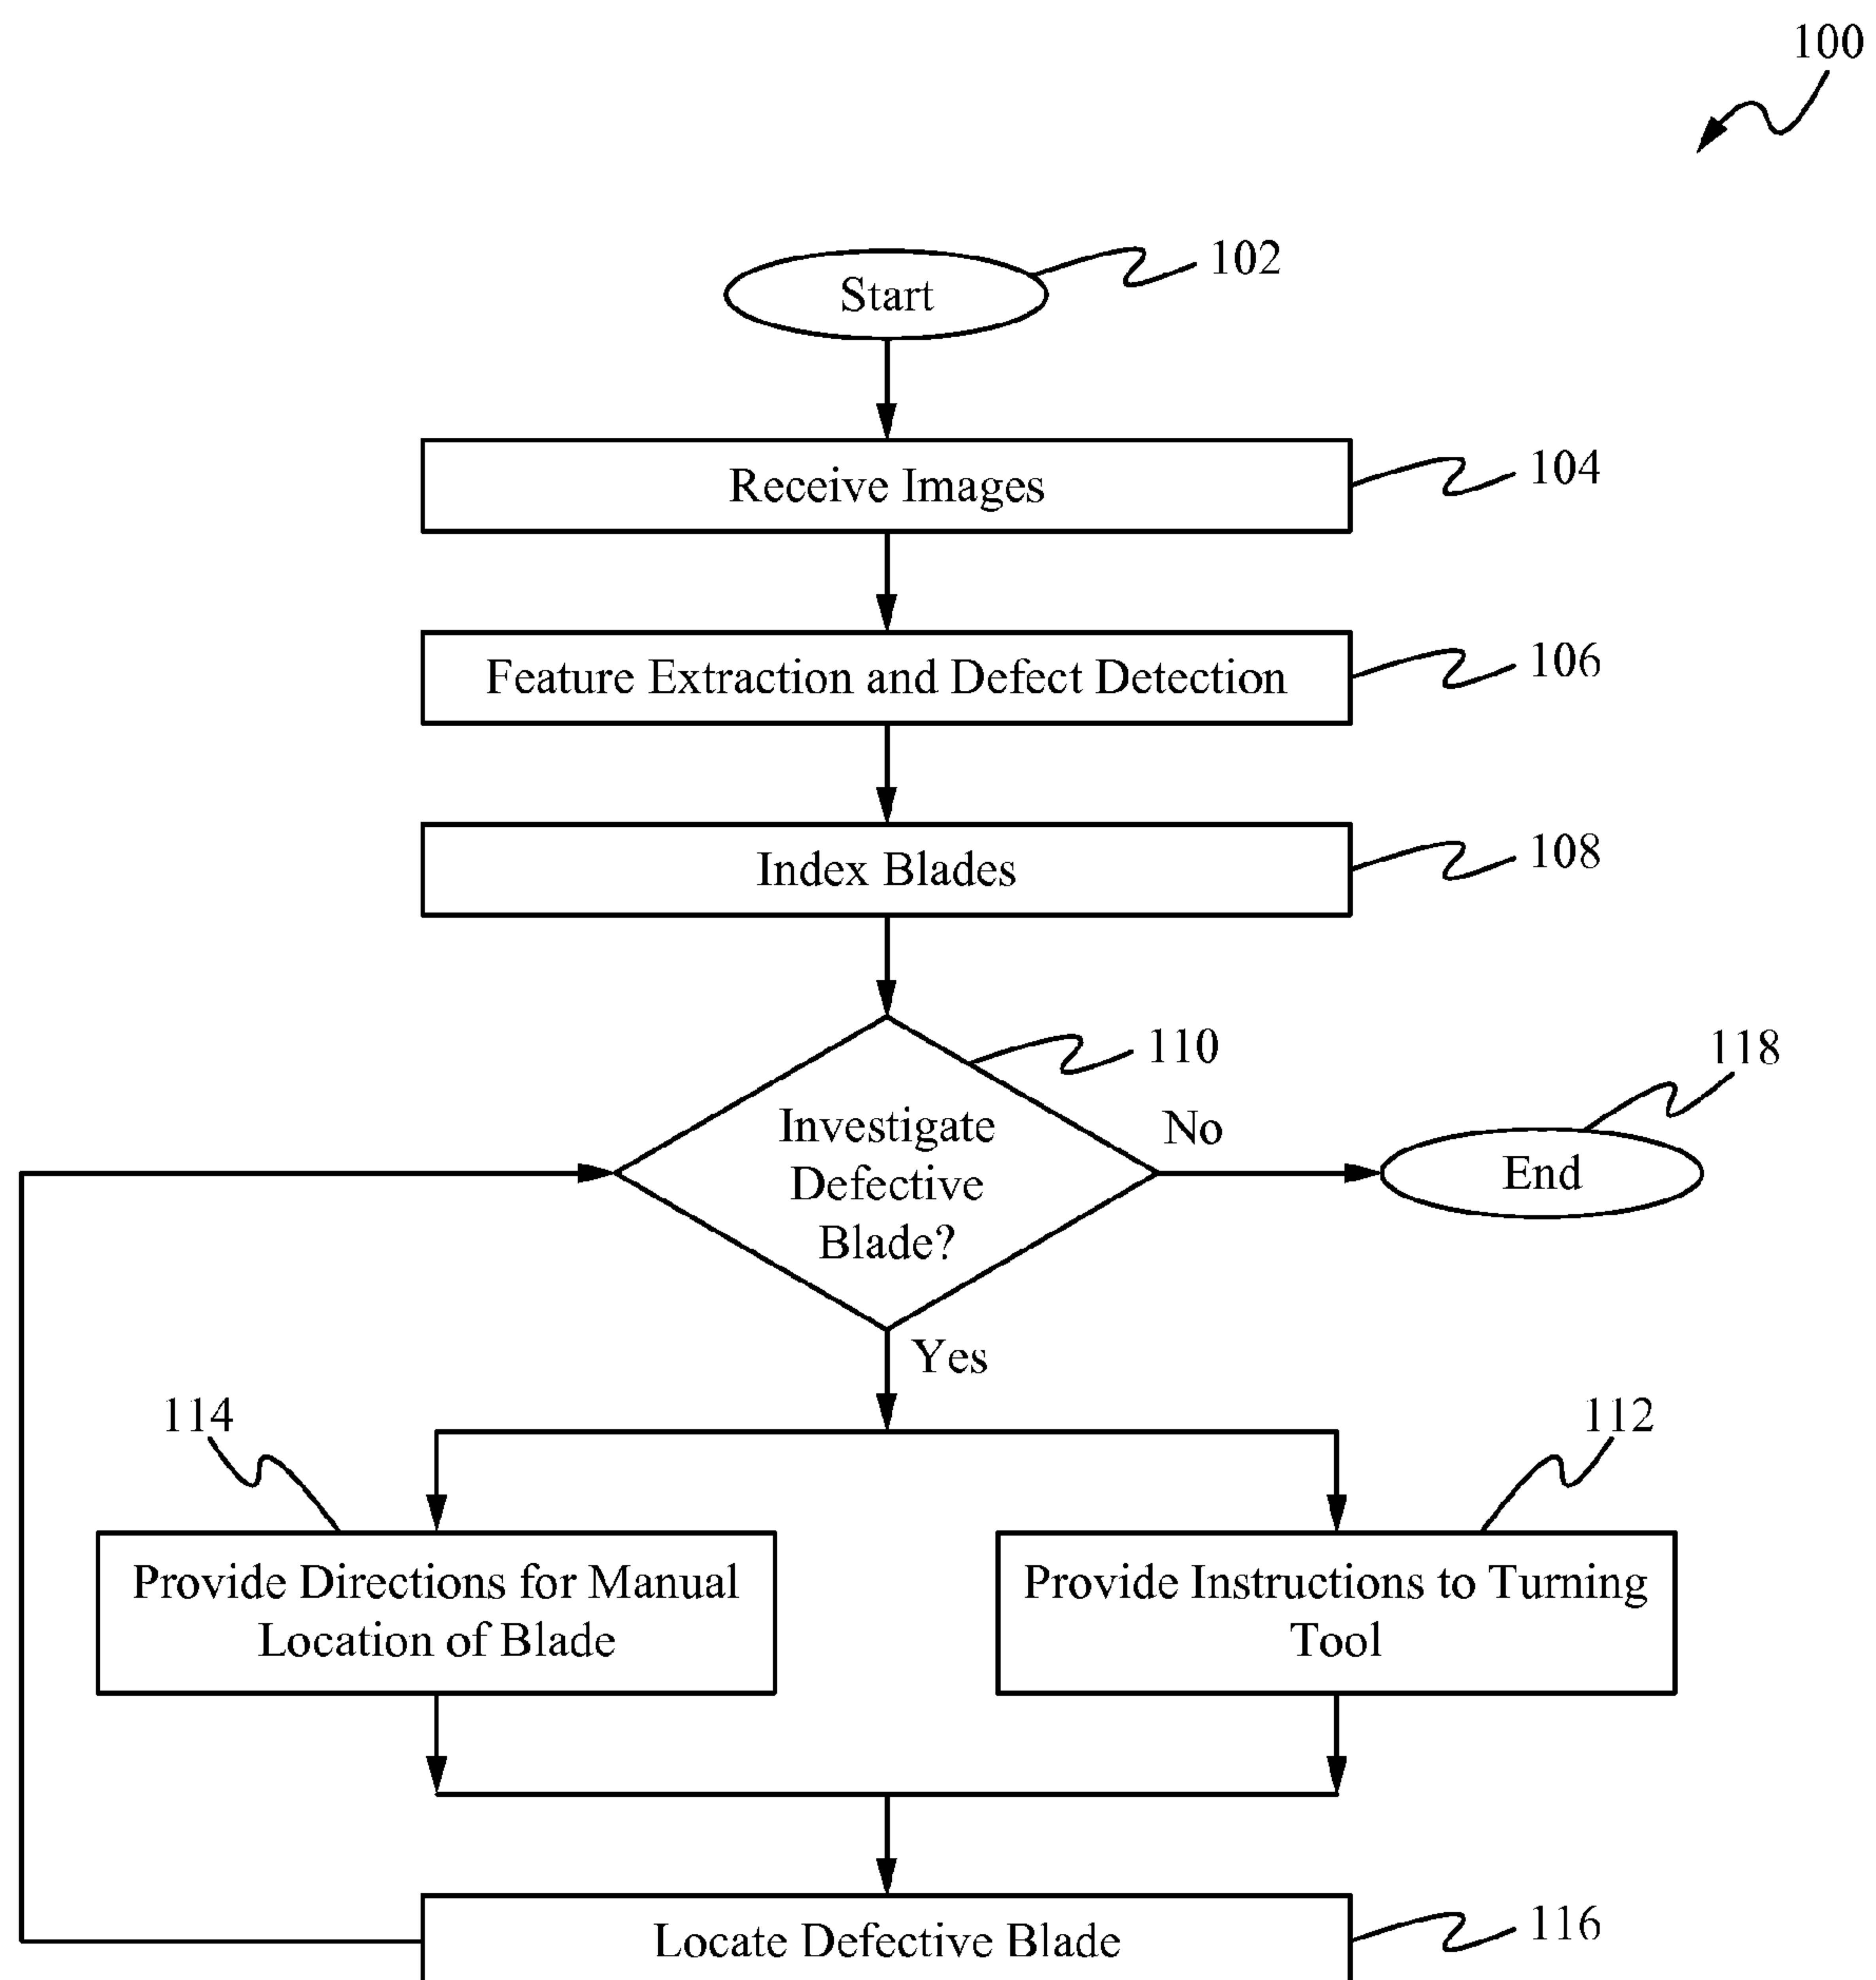 100
Start
102
Receive Images
104
Feature Extraction and Defect Detection
106
Index Blades
108
110
118
Investigate
Defective
Blade?
No
End
Yes
114
112
Provide Directions for Manual
Location of Blade
Provide Instructions to Turning
Tool
Locate Defective Blade
116